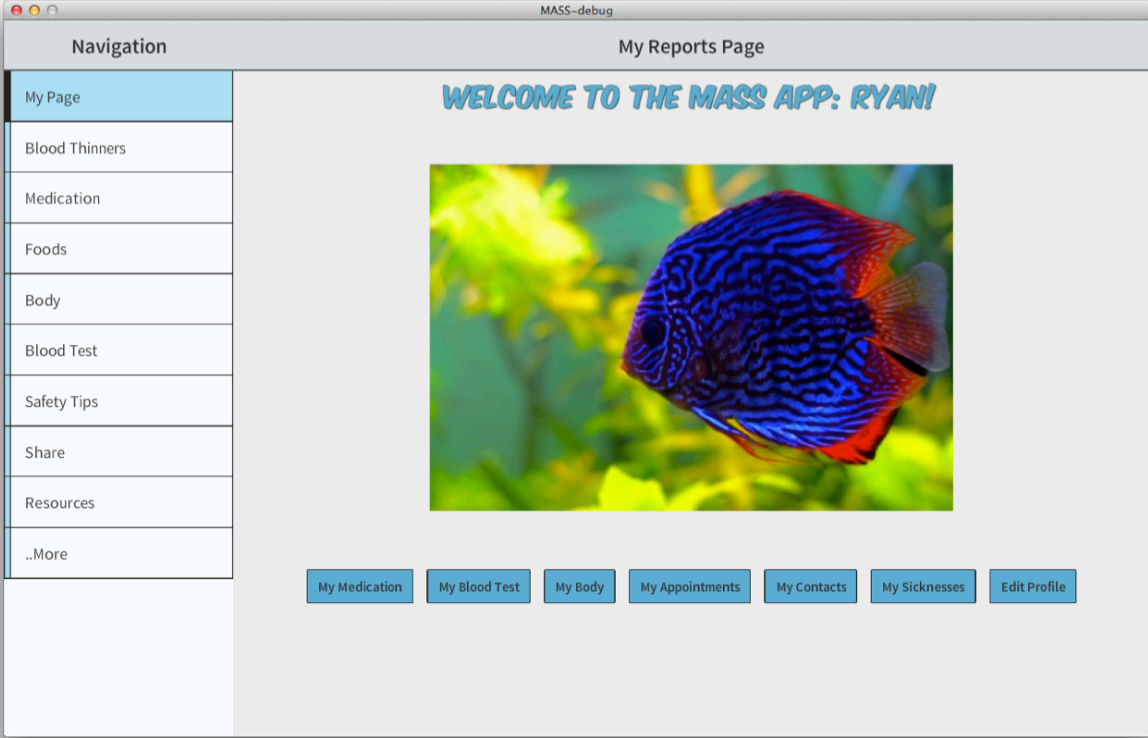 MASS-debug
Navigation
My Reports Page
My Page
Blood Thinners
Medication
Foods
Body
Blood Test
Safety Tips
Share
Resources
..More
WELCOME TO THE MASS APP: RYAN!
My Medication My Blood Test My Body My Appointments My Contacts My Sicknesses Edit Profile